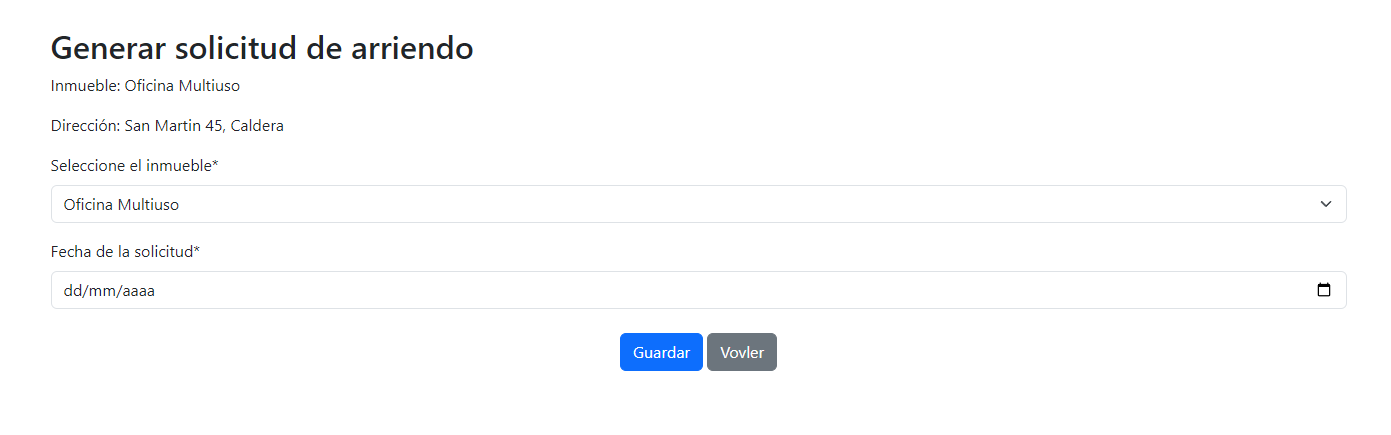 Generar solicitud de arriendo
Inmueble: Oficina Multiuso
Dirección: San Martin 45, Caldera
Seleccione el inmueble*
Oficina Multiuso
Fecha de la solicitud*
dd/mm/aaaa
Guardar Vovler